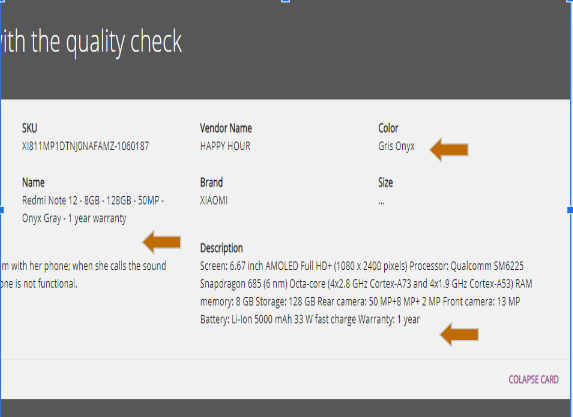 with the quality check
SKU
Vendor Name
Color
XI811MP1DTNJ0NAFAMZ-1060187
HAPPY HOUR
Gris Onyx
Name
Brand
Size
Redmi Note 12 - 8GB - 128GB - 50MP -
XIAOMI
...
Onyx Gray - 1 year warranty
Description
em with her phone; when she calls the sound
Screen: 6.67 inch AMOLED Full HD+ (1080 x 2400 pixels) Processor: Qualcomm SM6225
one is not functional.
Snapdragon 685 (6 nm) Octa-core (4x2.8 GHz Cortex-A73 and 4x1.9 GHz Cortex-A53) RAM
memory: 8 GB Storage: 128 GB Rear camera: 50 MP+8 MP+ 2 MP Front camera: 13 MP
Battery: Li-Ion 5000 mAh 33 W fast charge Warranty: 1 year
COLAPSE CARD